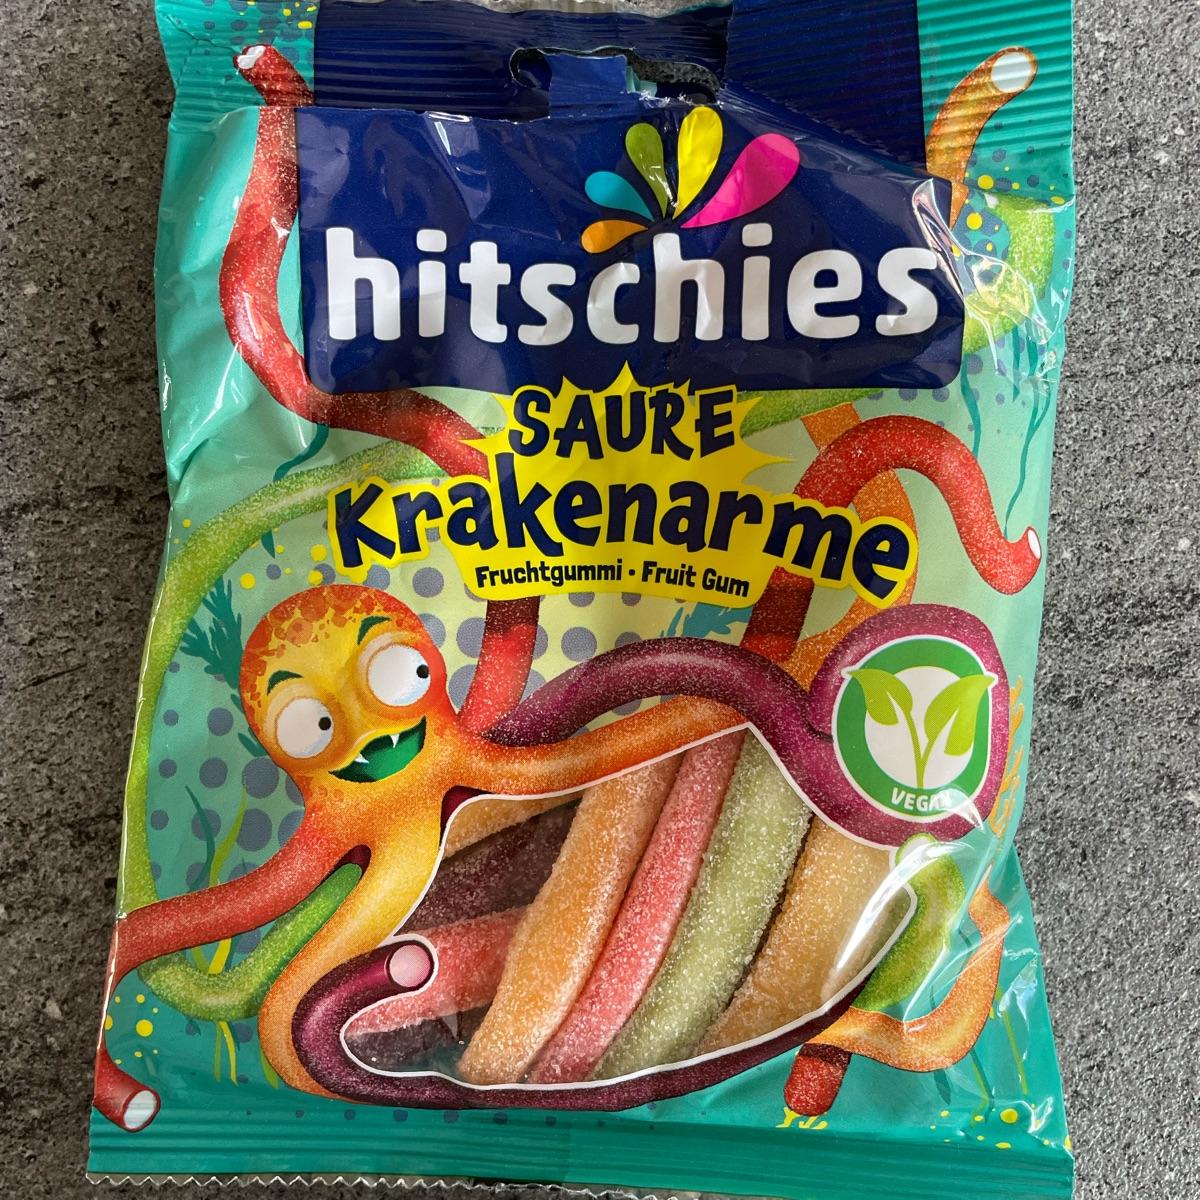 hitschies
SAURE
Krakenarme
Fruchtgummi · Fruit Gum
VEGAN